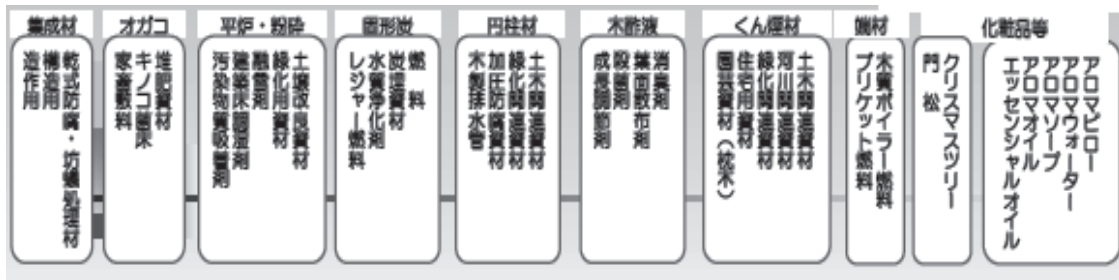 集成材
オガコ
平炉・粉砕
固形炭
円柱材
木酢液
くん煙材
端材
化粧品等
乾式防腐・坊蟻処理材
構造用
造作用
堆肥資材
キノコ菌床
家畜敷料
土壌改良資材
緑化用資材
融雪剤
建築床調湿剤
汚染物質吸着剤
燃料
炭埋資材
水質浄化剤
レジャー燃料
土木関連資材
緑化関連資材
加圧防腐資材
木製排水管
消臭剤
葉面散布剤
殺菌剤
成長調節剤
土木関連資材
河川関連資材
緑化関連資材
住宅用資材
園芸資材（枕木）
木質ボイラー燃料
ブリケット燃料
クリスマスツリー
門松
アロマピロー
アロマウォーター
アロマソープ
アロマオイル
エッセンシャルオイル